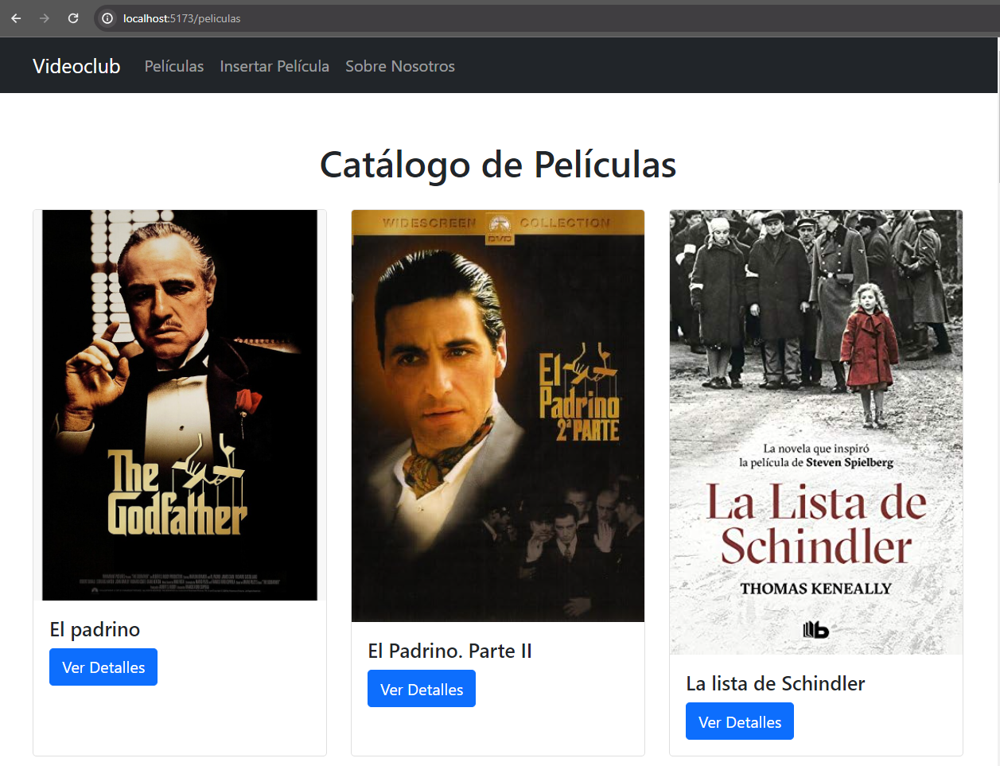 localhost:5173/peliculas
Videoclub
Películas
Insertar Película
Sobre Nosotros
Catálogo de Películas
The
Godfather
El padrino
Ver Detalles
WIDESCREEN DVD COLLECTION
El
Padrino
2ª PARTE
El Padrino. Parte II
Ver Detalles
La novela que inspiró
la película de Steven Spielberg
La Lista de
Schindler
THOMAS KENEALLY
b
La lista de Schindler
Ver Detalles